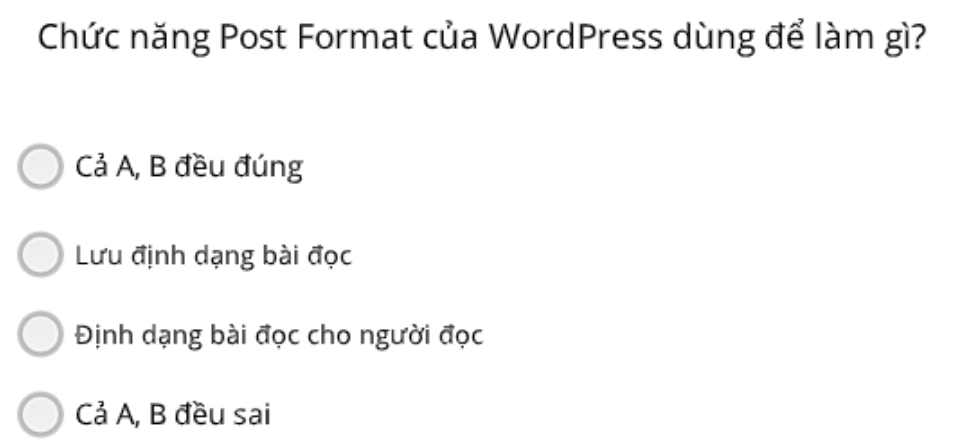 Chức năng Post Format của WordPress dùng để làm gì?
Cả A, B đều đúng
Lưu định dạng bài đọc
Định dạng bài đọc cho người đọc
Cả A, B đều sai